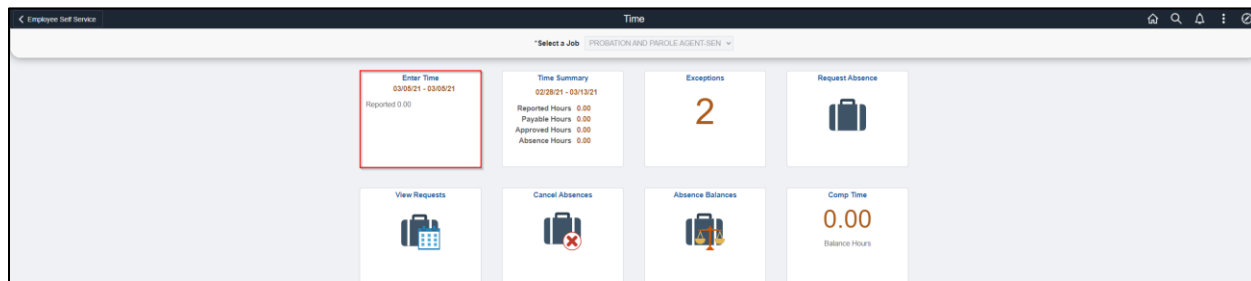 Employee Self Service
Time
*Select a Job PROBATION AND PAROLE AGENT-SEN
Enter Time
03/05/21 - 03/05/21
Reported 0.00
Time Summary
02/28/21 - 03/13/21
Reported Hours 0.00
Payable Hours 0.00
Approved Hours 0.00
Absence Hours 0.00
Exceptions
2
Request Absence
View Requests
Cancel Absences
Absence Balances
Comp Time
0.00
Balance Hours